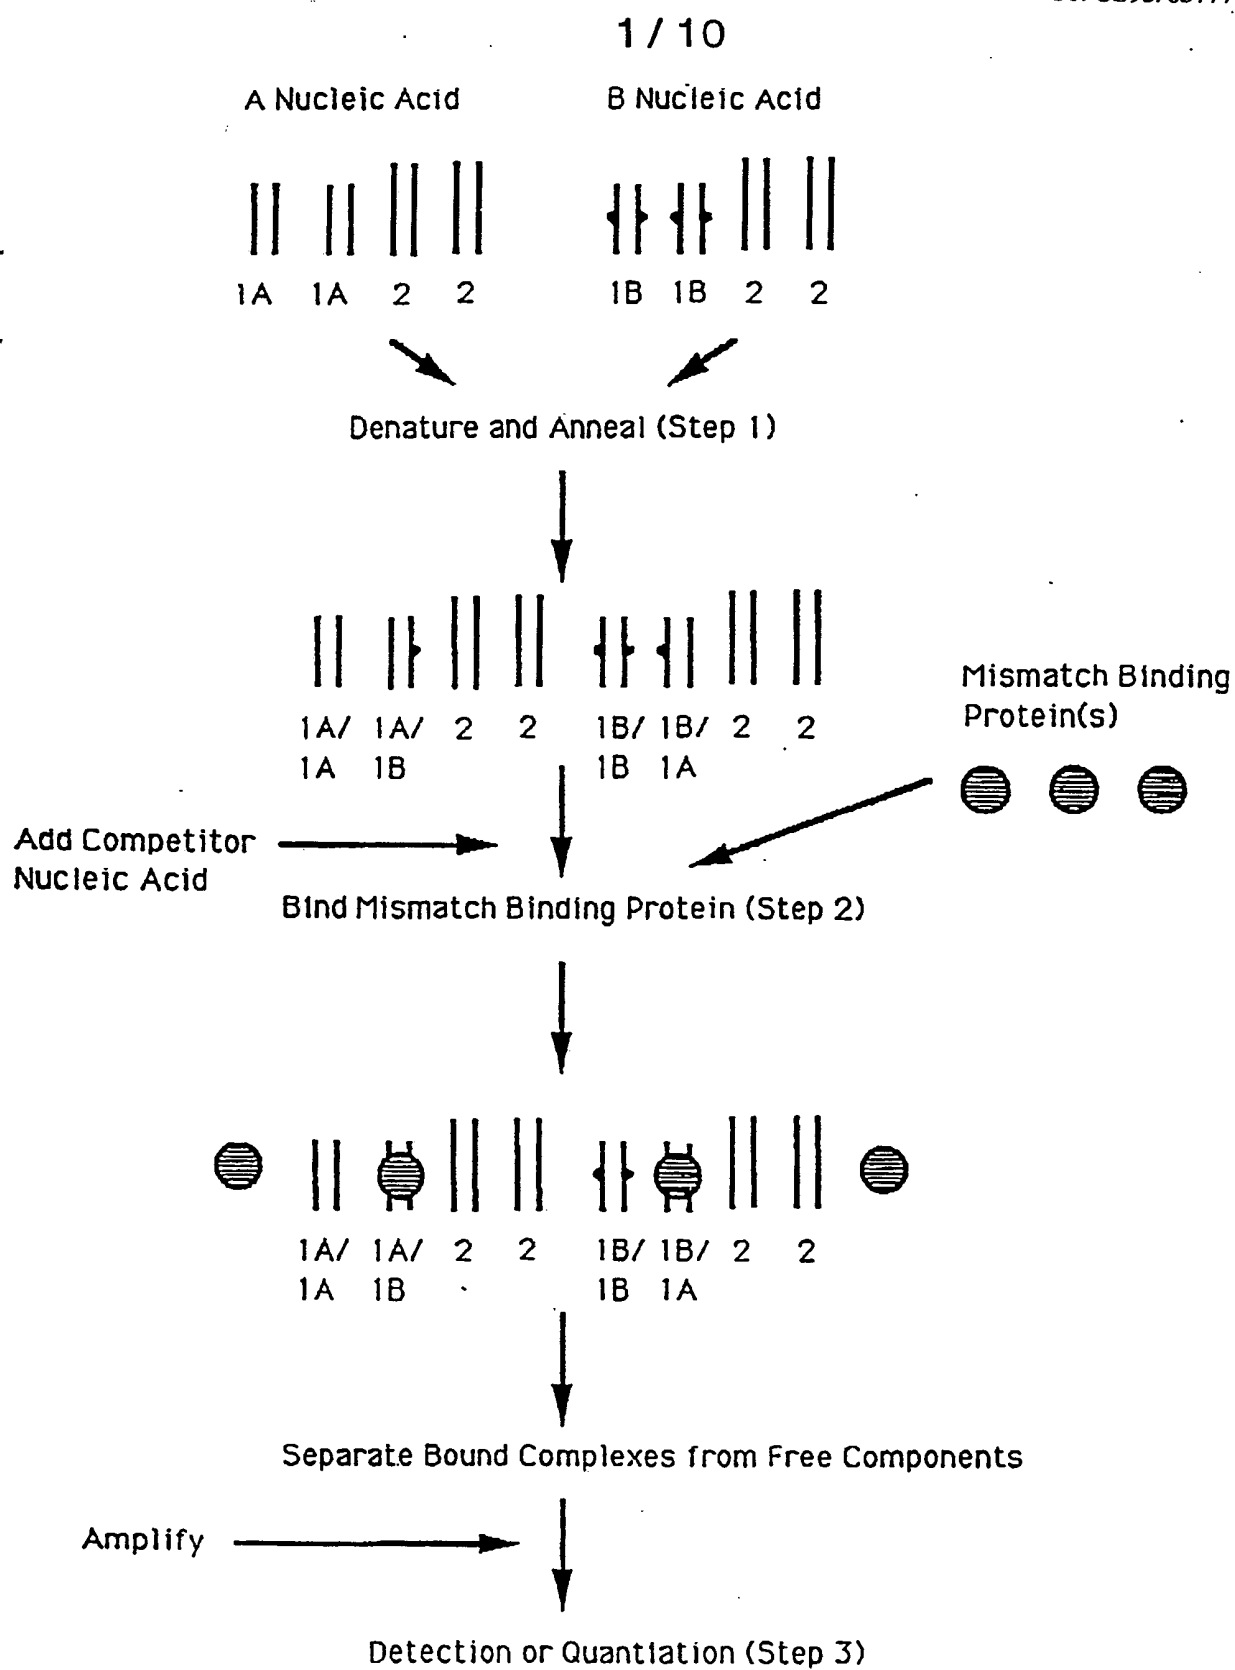 1 / 10
A Nucleic Acid B Nucleic Acid
1A 1A 2 2 1B 1B 2 2
Denature and Anneal (Step 1)
1A/ 1A/ 2 2 1B/ 1B/ 2 2
1A 1B 1B 1A
Mismatch Binding
Protein(s)
Add Competitor
Nucleic Acid
Bind Mismatch Binding Protein (Step 2)
1A/ 1A/ 2 2 1B/ 1B/ 2 2
1A 1B 1B 1A
Separate Bound Complexes from Free Components
Amplify
Detection or Quantiation (Step 3)